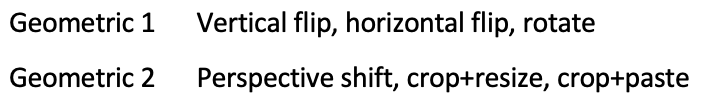 Geometric 1 Vertical flip, horizontal flip, rotate
Geometric 2 Perspective shift, crop+resize, crop+paste